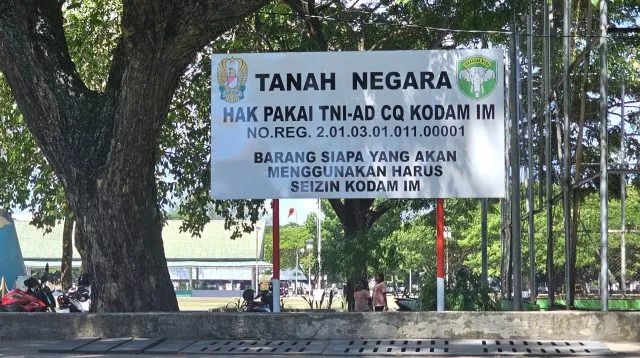 TANAH NEGARA
HAK PAKAI TNI-AD CQ KODAM IM
NO.REG. 2.01.03.01.011.00001
BARANG SIAPA YANG AKAN
MENGGUNAKAN HARUS
SEIZIN KODAM IM